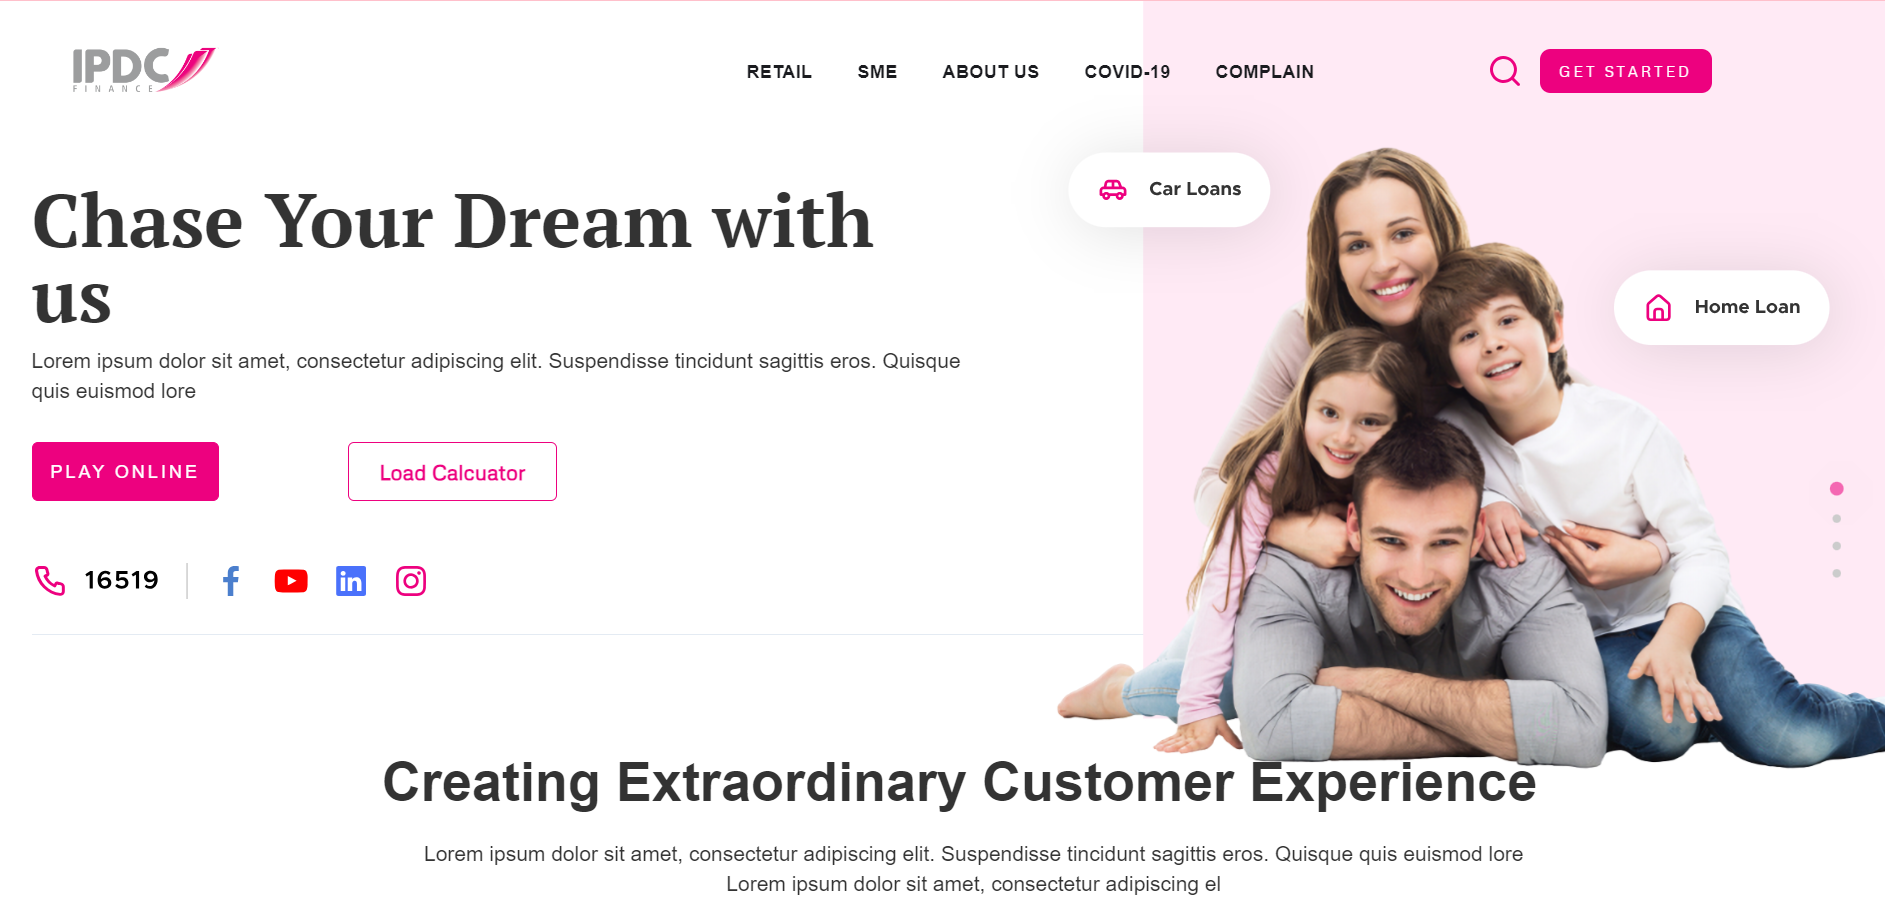 IPDC
FINANCE
RETAIL SME ABOUT US COVID-19 COMPLAIN
GET STARTED
Car Loans
Home Loan
Chase Your Dream with
us
Lorem ipsum dolor sit amet, consectetur adipiscing elit. Suspendisse tincidunt sagittis eros. Quisque
quis euismod lore
PLAY ONLINE
Load Calcuator
16519
Creating Extraordinary Customer Experience
Lorem ipsum dolor sit amet, consectetur adipiscing elit. Suspendisse tincidunt sagittis eros. Quisque quis euismod lore
Lorem ipsum dolor sit amet, consectetur adipiscing el